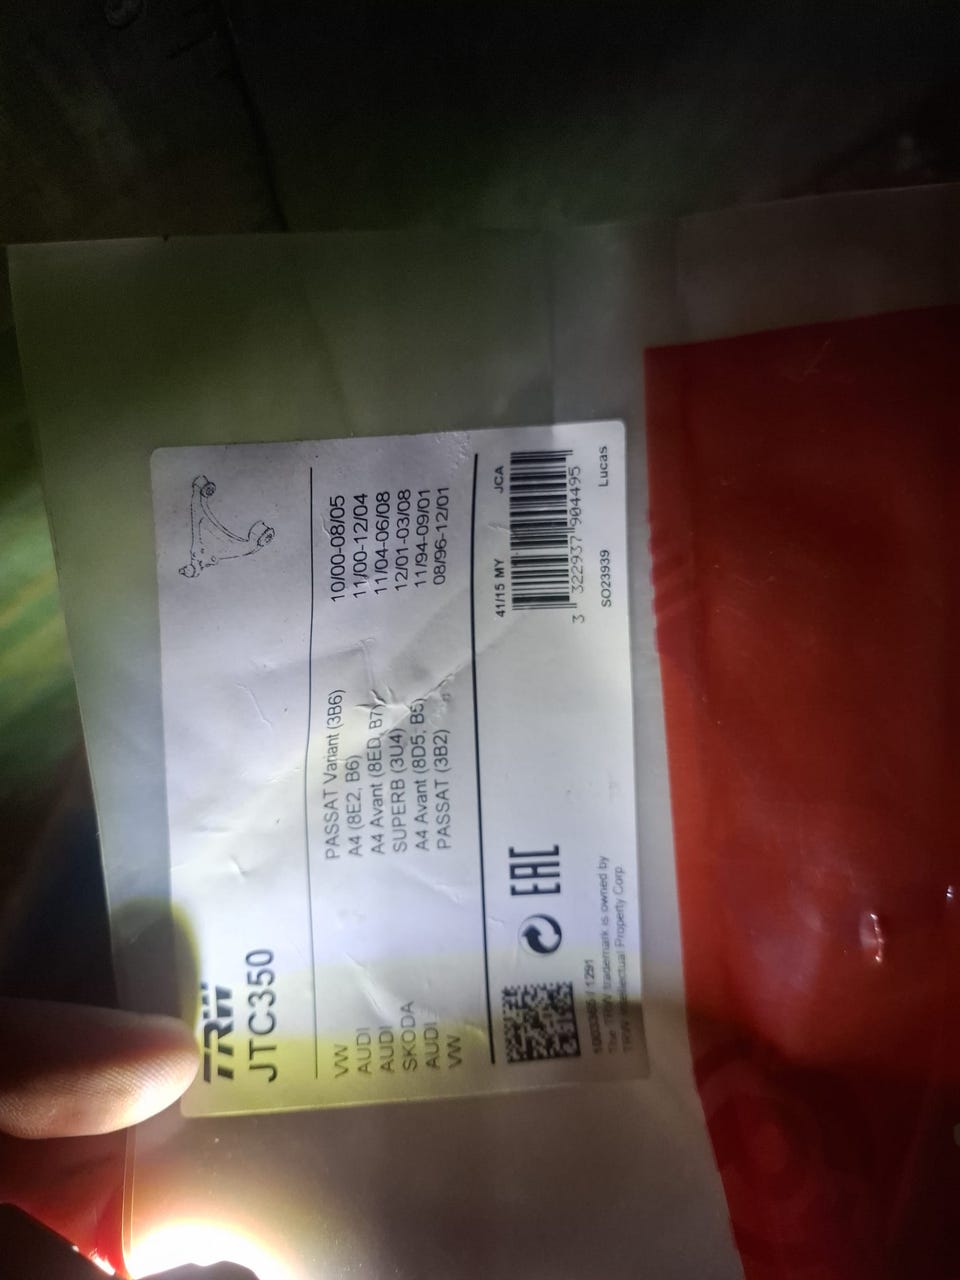 TRW
JTC350
VW PASSAT Variant (3B6) 10/00-08/05
AUDI A4 (8E2, B6) 11/00-12/04
AUDI A4 Avant (8ED, B7) 11/04-06/08
SKODA SUPERB (3U4) 12/01-03/08
AUDI A4 Avant (8D5, B5) 11/94-09/01
VW PASSAT (3B2) 08/96-12/01
EAC
41/15 MY JCA
3 322937 904495
The TRW trademark is owned by
TRW Intellectual Property Corp.
SO23939 Lucas